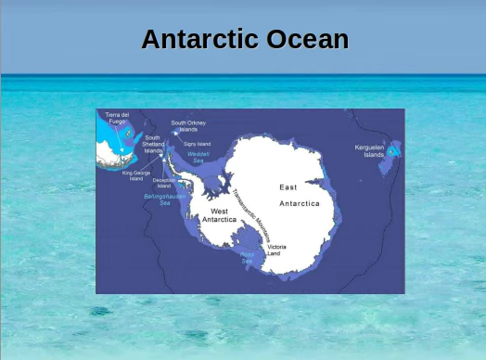 Antarctic Ocean
Tierra del
Fuego
South Orkney
Islands
South
Shetland
Islands
Signy Island
Weddell
Sea
King George
Island
Deception
Island
Bellingshausen
Sea
West
Antarctica
Transantarctic Mountains
East
Antarctica
Kerguelen
Islands
Victoria
Land
Ross
Sea